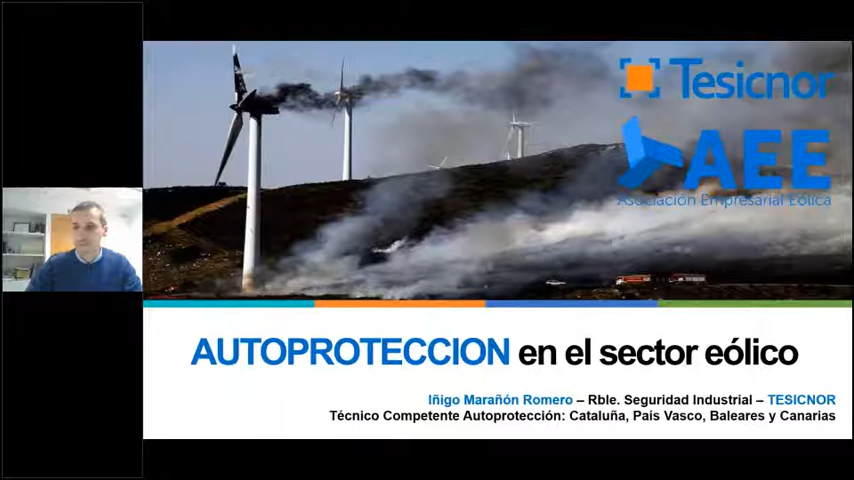 Tesicnor
AEE
Asociación Empresarial Eólica
AUTOPROTECCION en el sector eólico
Iñigo Marañón Romero – Rble. Seguridad Industrial – TESICNOR
Técnico Competente Autoprotección: Cataluña, País Vasco, Baleares y Canarias